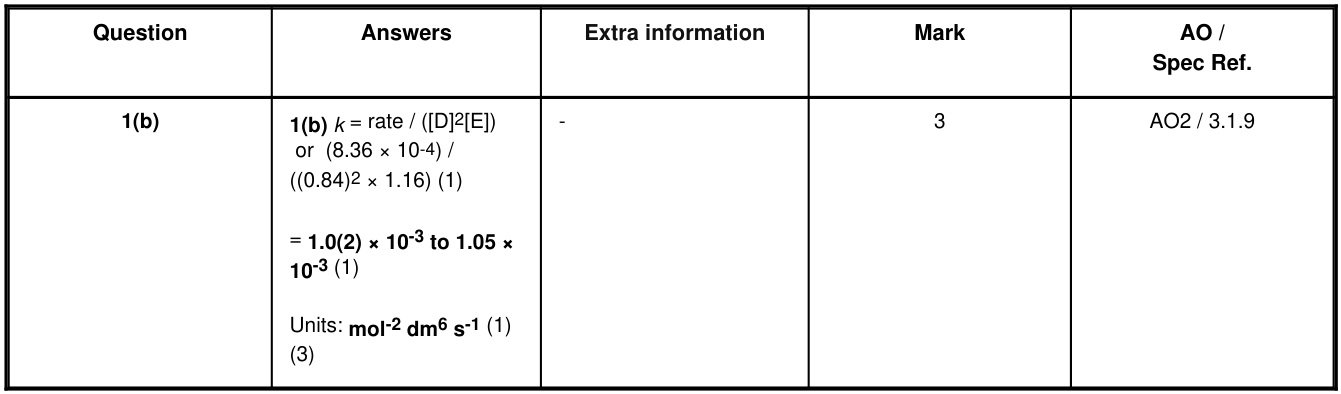 Question Answers Extra information Mark AO /
Spec Ref.
1(b) 1(b) k = rate / ([D]2[E]) - 3 AO2 / 3.1.9
or (8.36 × 10-4) /
((0.84)2 × 1.16) (1)
= 1.0(2) × 10-3 to 1.05 ×
10-3 (1)
Units: mol-2 dm6 s-1 (1)
(3)